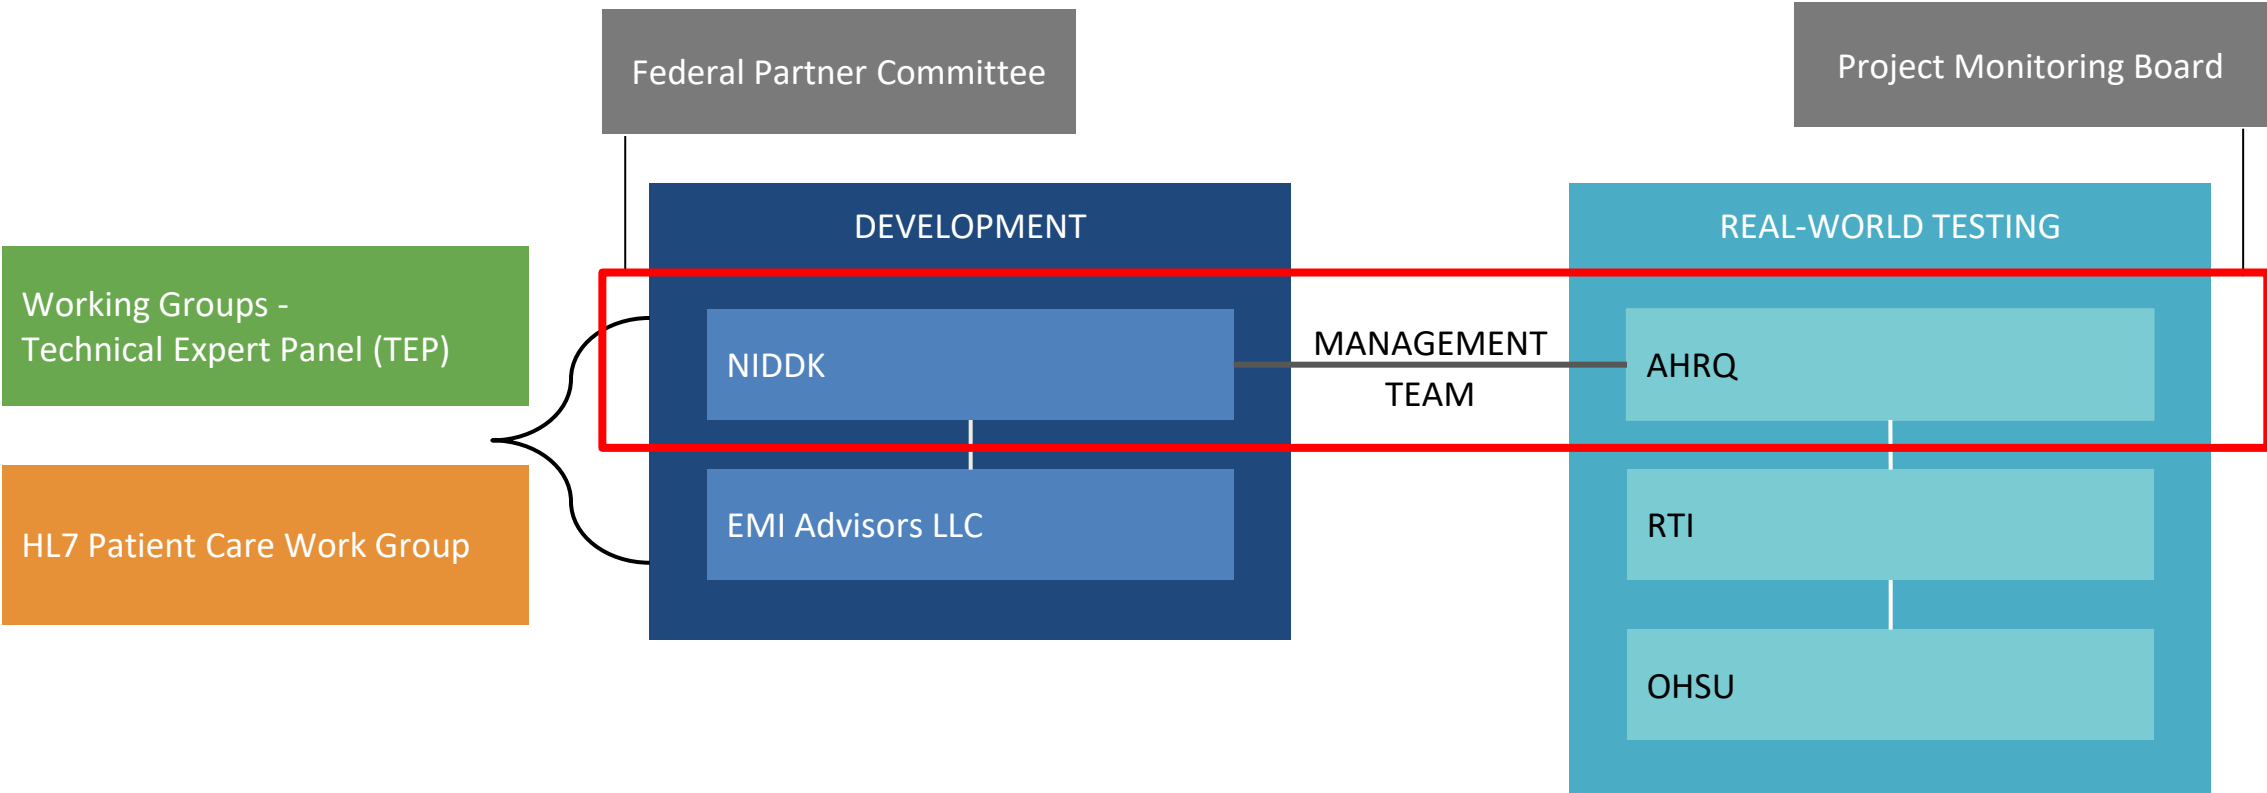 Federal Partner Committee
Project Monitoring Board
DEVELOPMENT
REAL-WORLD TESTING
Working Groups -
Technical Expert Panel (TEP)
NIDDK
MANAGEMENT
TEAM
AHRQ
HL7 Patient Care Work Group
EMI Advisors LLC
RTI
OHSU